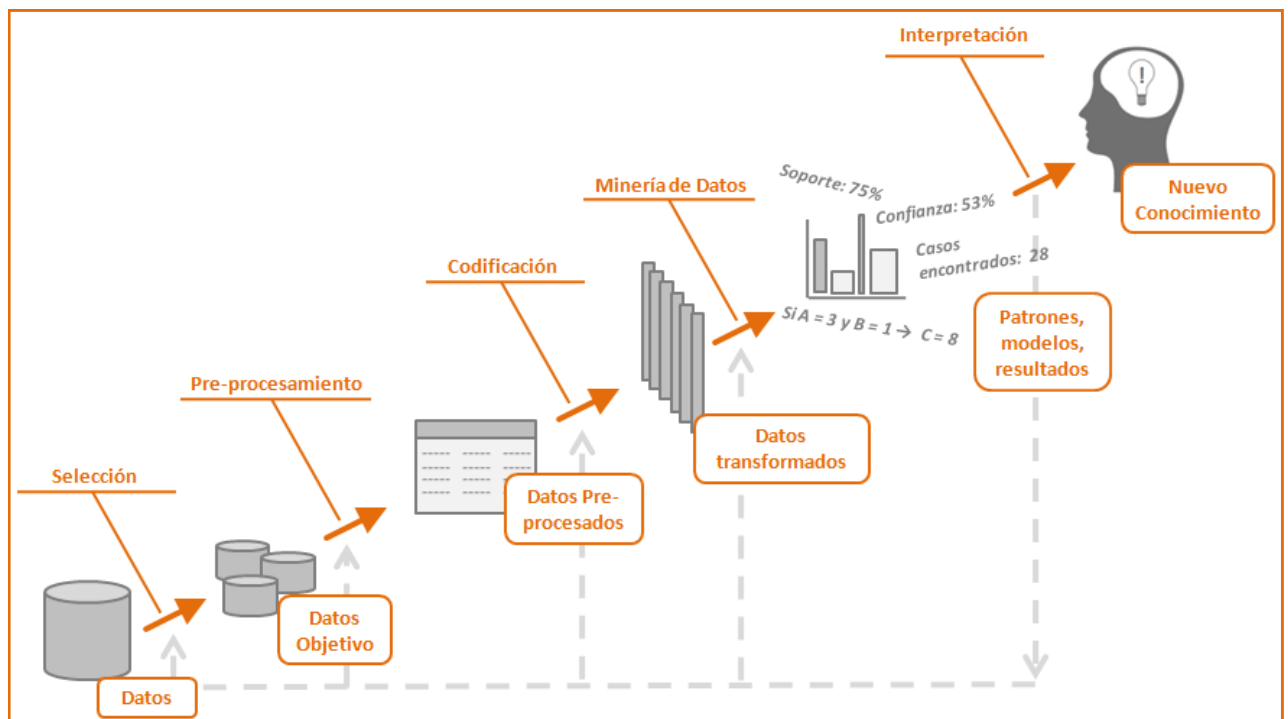 Interpretación
Nuevo
Conocimiento
Minería de Datos
Soporte: 75%
Confianza: 53%
Casos
encontrados: 28
Si A = 3 y B = 1 → C = 8
Patrones,
modelos,
resultados
Codificación
Datos
transformados
Pre-procesamiento
Datos Pre-
procesados
Selección
Datos
Objetivo
Datos
!